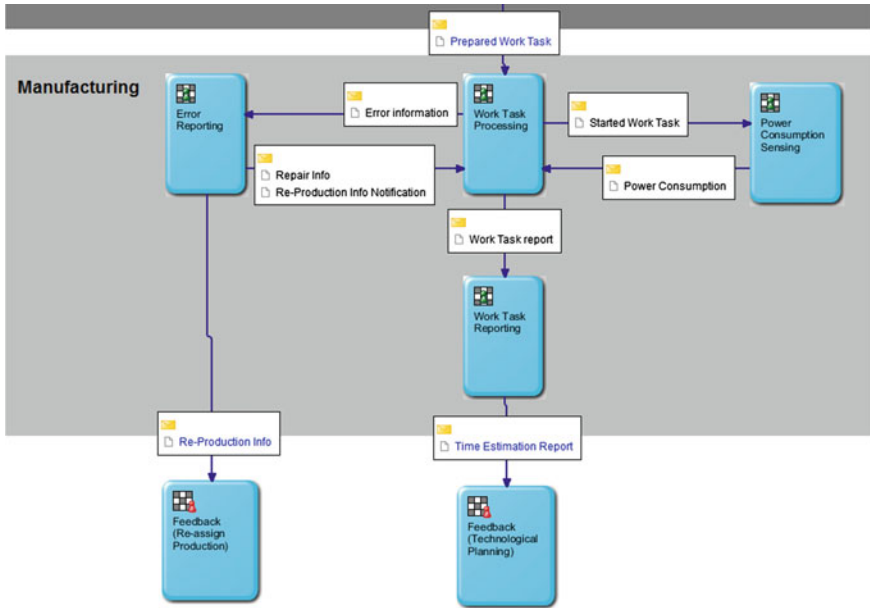 Prepared Work Task
Manufacturing
Error
Reporting
Error information
Work Task
Processing
Started Work Task
Power
Consumption
Sensing
Repair Info
Re-Production Info Notification
Power Consumption
Work Task report
Work Task
Reporting
Re-Production Info
Time Estimation Report
Feedback
(Re-assign
Production)
Feedback
(Technological
Planning)